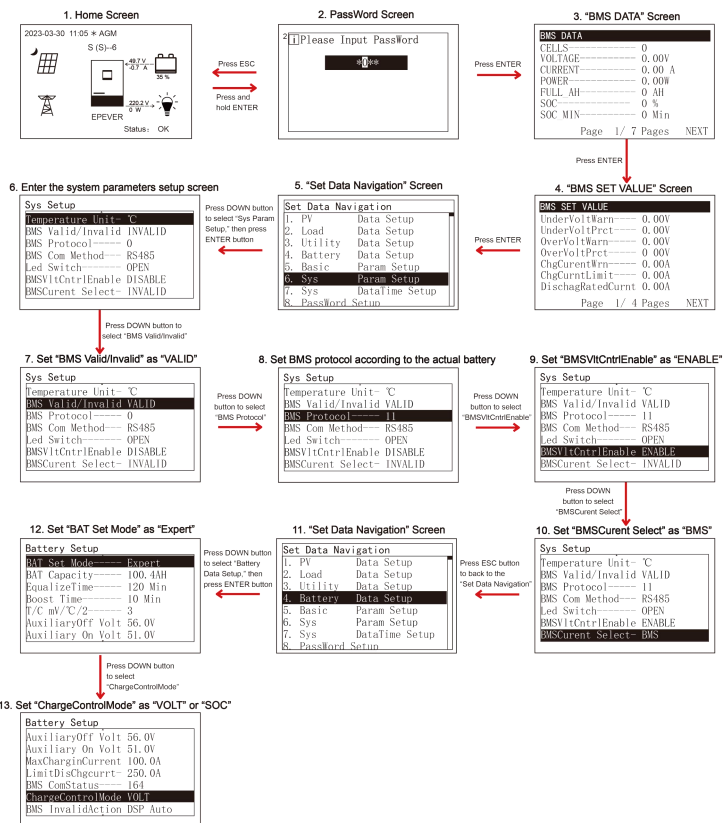 1. Home Screen
2023-03-30  11:05 ✳ AGM
S (S)--6
49.7 V
-0.7 A
35 %
220.2 V
0 W
EPEVER
Status: OK
Press ESC
Press and
hold ENTER
2. PassWord Screen
2 i Please Input PassWord
*0**
Press ENTER
3. “BMS DATA” Screen
BMS DATA
CELLS------------- 0
VOLTAGE----------- 0.00V
CURRENT----------- 0.00 A
POWER------------- 0.00W
FULL AH----------- 0 AH
SOC--------------- 0 %
SOC MIN----------- 0 Min
Page 1/ 7 Pages NEXT
Press ENTER
4. “BMS SET VALUE” Screen
BMS SET VALUE
UnderVoltWarn---- 0.00V
UnderVoltPrct---- 0.00V
OverVoltWarn----- 0.00V
OverVoltPrct----- 0.00V
ChgCurentWrn---- 0.00A
ChgCurntLimit---- 0.00A
DischagRatedCurnt 0.00A
Page 1/ 4 Pages NEXT
Press ENTER
5. “Set Data Navigation” Screen
Set Data Navigation
1. PV Data Setup
2. Load Data Setup
3. Utility Data Setup
4. Battery Data Setup
5. Basic Param Setup
6. Sys Param Setup
7. Sys DataTime Setup
8. PassWord Setup
Press DOWN button
to select “Sys Param
Setup,” then press
ENTER button
6. Enter the system parameters setup screen
Sys Setup
Temperature Unit- ℃
BMS Valid/Invalid INVALID
BMS Protocol----- 0
BMS Com Method--- RS485
Led Switch------- OPEN
BMSVltCntrlEnable DISABLE
BMSCurent Select- INVALID
Press DOWN button to
select “BMS Valid/Invalid”
7. Set “BMS Valid/Invalid” as “VALID”
Sys Setup
Temperature Unit- ℃
BMS Valid/Invalid VALID
BMS Protocol----- 0
BMS Com Method--- RS485
Led Switch------- OPEN
BMSVltCntrlEnable DISABLE
BMSCurent Select- INVALID
Press DOWN
button to select
“BMS Protocol”
8. Set BMS protocol according to the actual battery
Sys Setup
Temperature Unit- ℃
BMS Valid/Invalid VALID
BMS Protocol----- 11
BMS Com Method--- RS485
Led Switch------- OPEN
BMSVltCntrlEnable DISABLE
BMSCurent Select- INVALID
Press DOWN
button to select
“BMSVltCntrlEnable”
9. Set “BMSVltCntrlEnable” as “ENABLE”
Sys Setup
Temperature Unit- ℃
BMS Valid/Invalid VALID
BMS Protocol----- 11
BMS Com Method--- RS485
Led Switch------- OPEN
BMSVltCntrlEnable ENABLE
BMSCurent Select- INVALID
Press DOWN
button to select
“BMSCurent Select”
10. Set “BMSCurent Select” as “BMS”
Sys Setup
Temperature Unit- ℃
BMS Valid/Invalid VALID
BMS Protocol----- 11
BMS Com Method--- RS485
Led Switch------- OPEN
BMSVltCntrlEnable ENABLE
BMSCurent Select- BMS
Press ESC button
to back to the
“Set Data Navigation”
11. “Set Data Navigation” Screen
Set Data Navigation
1. PV Data Setup
2. Load Data Setup
3. Utility Data Setup
4. Battery Data Setup
5. Basic Param Setup
6. Sys Param Setup
7. Sys DataTime Setup
8. PassWord Setup
Press DOWN button
to select “Battery
Data Setup,” then
press ENTER button
12. Set “BAT Set Mode” as “Expert”
Battery Setup
BAT Set Mode----- Expert
BAT Capacity----- 100.4AH
EqualizeTime----- 120 Min
Boost Time------- 10 Min
T/C mV/℃/2----- 3
AuxiliaryOff Volt 56.0V
Auxiliary On Volt 51.0V
Press DOWN button
to select
“ChargeControlMode”
13. Set “ChargeControlMode” as “VOLT” or “SOC”
Battery Setup
AuxiliaryOff Volt 56.0V
Auxiliary On Volt 51.0V
MaxCharginCurrent 100.0A
LimitDisChgcurrt- 250.0A
BMS ComStatus---- 164
ChargeControlMode VOLT
BMS InvalidAction DSP Auto